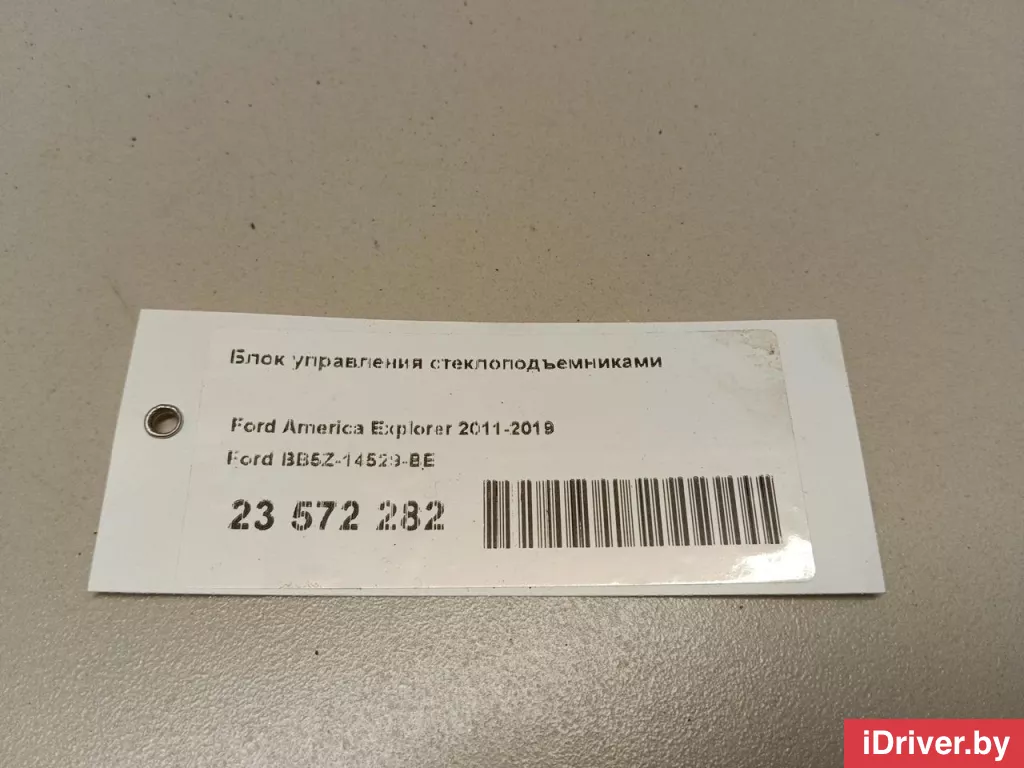 Блок управления стеклоподъемниками
Ford America Explorer 2011-2019
Ford BB5Z-14529-BE
23 572 282
iDriver.by